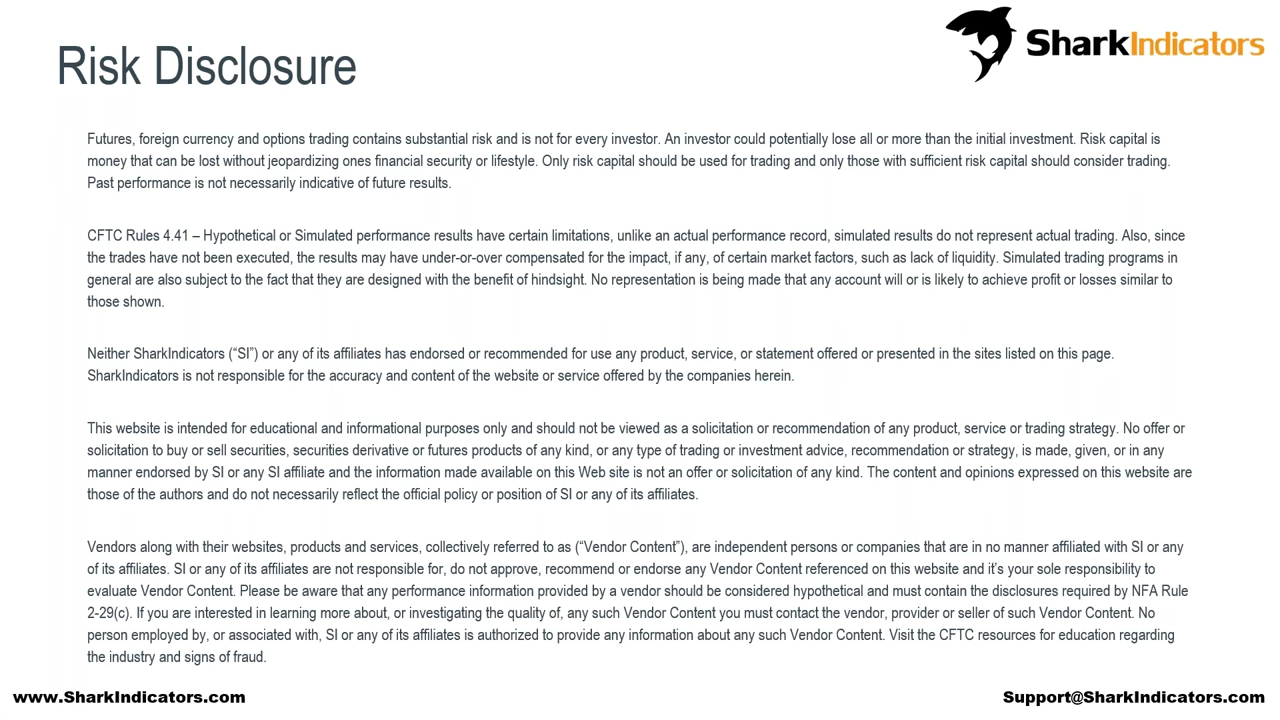 Risk Disclosure
SharkIndicators
Futures, foreign currency and options trading contains substantial risk and is not for every investor. An investor could potentially lose all or more than the initial investment. Risk capital is
money that can be lost without jeopardizing ones financial security or lifestyle. Only risk capital should be used for trading and only those with sufficient risk capital should consider trading.
Past performance is not necessarily indicative of future results.
CFTC Rules 4.41 – Hypothetical or Simulated performance results have certain limitations, unlike an actual performance record, simulated results do not represent actual trading. Also, since
the trades have not been executed, the results may have under-or-over compensated for the impact, if any, of certain market factors, such as lack of liquidity. Simulated trading programs in
general are also subject to the fact that they are designed with the benefit of hindsight. No representation is being made that any account will or is likely to achieve profit or losses similar to
those shown.
Neither SharkIndicators (“SI”) or any of its affiliates has endorsed or recommended for use any product, service, or statement offered or presented in the sites listed on this page.
SharkIndicators is not responsible for the accuracy and content of the website or service offered by the companies herein.
This website is intended for educational and informational purposes only and should not be viewed as a solicitation or recommendation of any product, service or trading strategy. No offer or
solicitation to buy or sell securities, securities derivative or futures products of any kind, or any type of trading or investment advice, recommendation or strategy, is made, given, or in any
manner endorsed by SI or any SI affiliate and the information made available on this Web site is not an offer or solicitation of any kind. The content and opinions expressed on this website are
those of the authors and do not necessarily reflect the official policy or position of SI or any of its affiliates.
Vendors along with their websites, products and services, collectively referred to as (“Vendor Content”), are independent persons or companies that are in no manner affiliated with SI or any
of its affiliates. SI or any of its affiliates are not responsible for, do not approve, recommend or endorse any Vendor Content referenced on this website and it’s your sole responsibility to
evaluate Vendor Content. Please be aware that any performance information provided by a vendor should be considered hypothetical and must contain the disclosures required by NFA Rule
2-29(c). If you are interested in learning more about, or investigating the quality of, any such Vendor Content you must contact the vendor, provider or seller of such Vendor Content. No
person employed by, or associated with, SI or any of its affiliates is authorized to provide any information about any such Vendor Content. Visit the CFTC resources for education regarding
the industry and signs of fraud.
www.SharkIndicators.com
Support@SharkIndicators.com